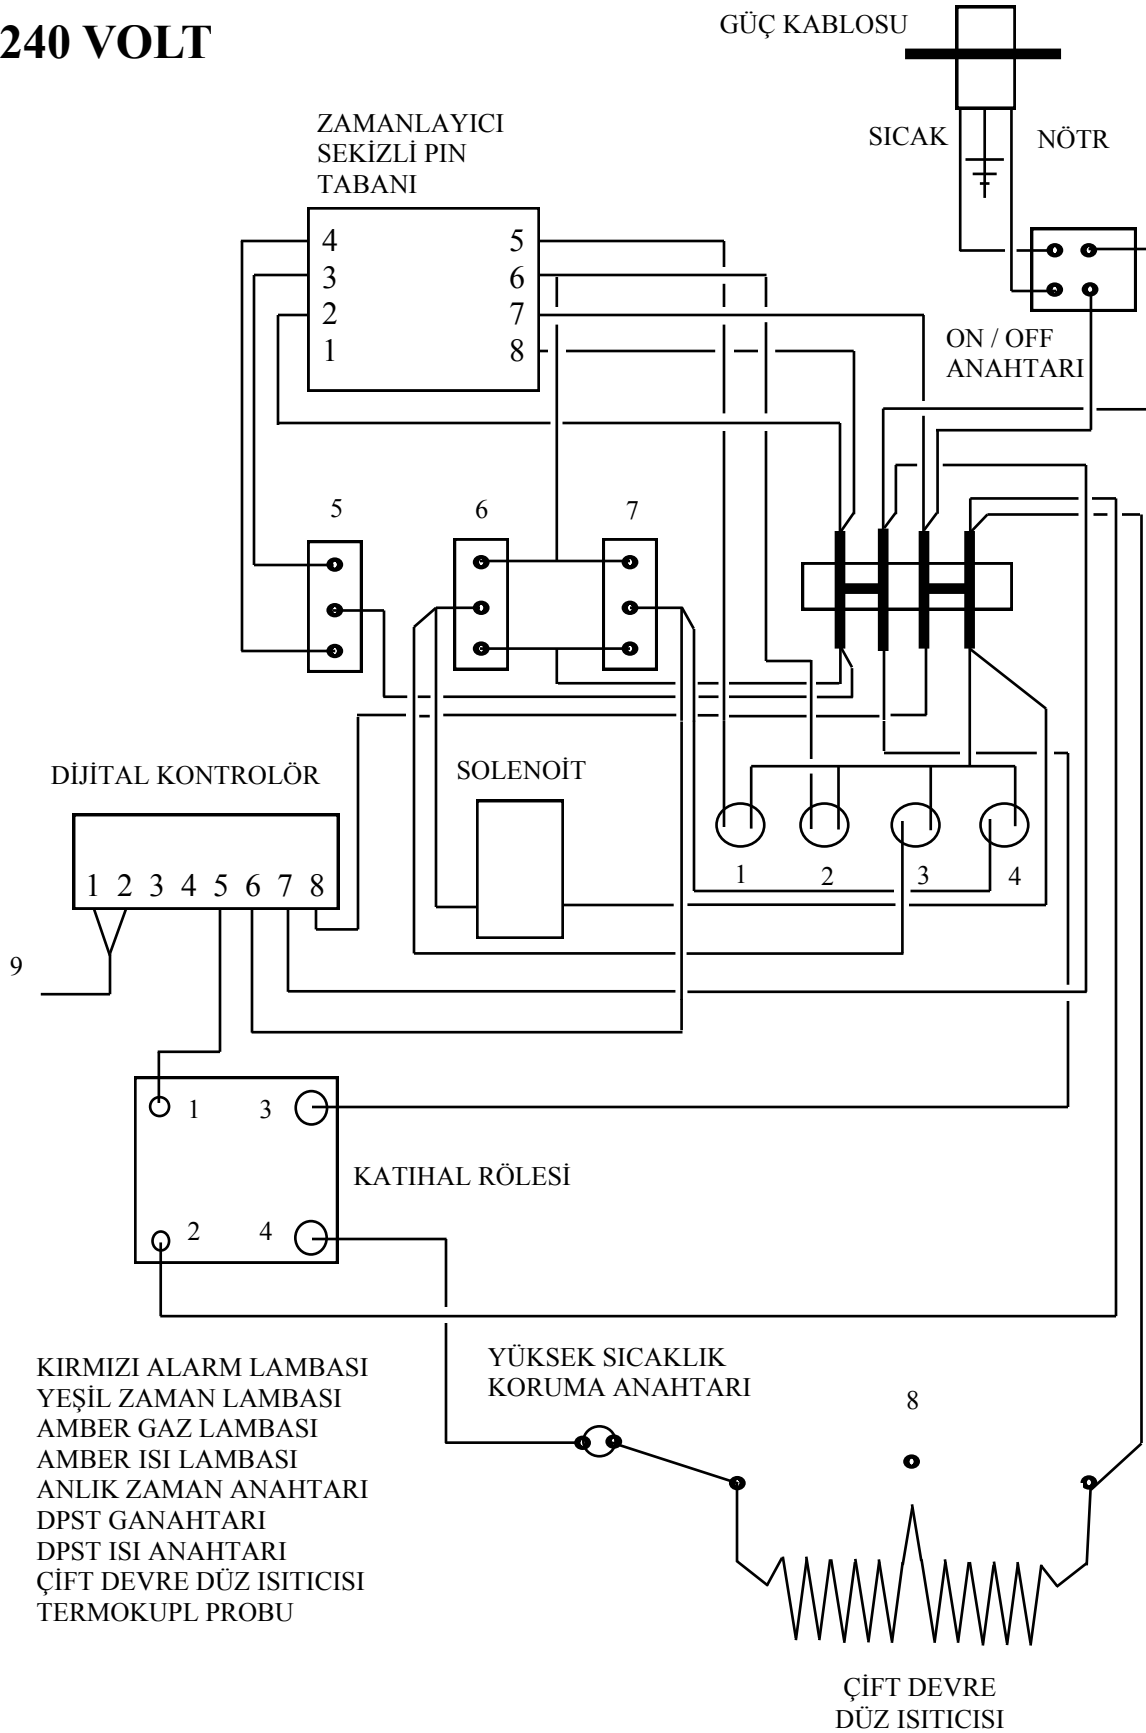 240 VOLT
GÜÇ KABLOSU
SICAK
NÖTR
ZAMANLAYICI
SEKİZLİ PIN
TABANI
4 5
3 6
2 7
1 8
ON / OFF
ANAHTARI
5 6 7
DİJİTAL KONTROLÖR
SOLENOİT
1 2 3 4 5 6 7 8
1 2 3 4
9
1 3
KATIHAL RÖLESİ
2 4
KIRMIZI ALARM LAMBASI
YEŞİL ZAMAN LAMBASI
AMBER GAZ LAMBASI
AMBER ISI LAMBASI
ANLIK ZAMAN ANAHTARI
DPST GANAHTARI
DPST ISI ANAHTARI
ÇİFT DEVRE DÜZ ISITICISI
TERMOKUPL PROBU
YÜKSEK SICAKLIK
KORUMA ANAHTARI
8
ÇİFT DEVRE
DÜZ ISITICISI